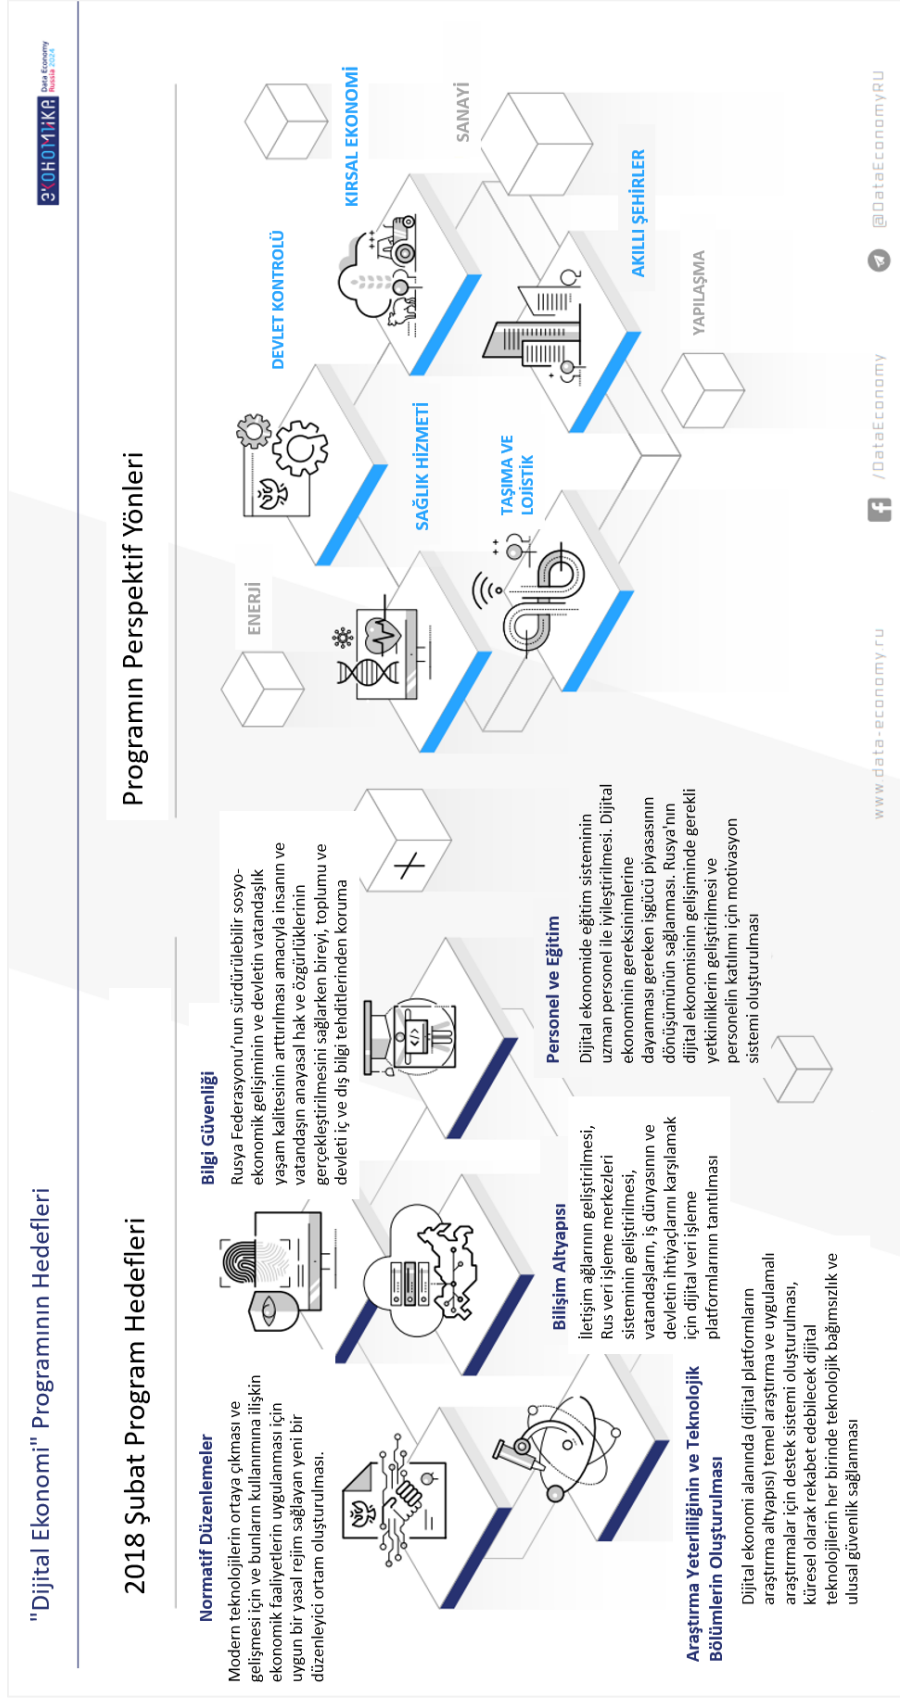 "Dijital Ekonomi" Programının Hedefleri
Data Economy
Russia 2024
2018 Şubat Program Hedefleri
Normatif Düzenlemeler
Modern teknolojilerin ortaya çıkması ve
gelişmesi için ve bunların kullanımına ilişkin
ekonomik faaliyetlerin uygulanması için
uygun bir yasal rejim sağlayan yeni bir
düzenleyici ortam oluşturulması.
Bilgi Güvenliği
Rusya Federasyonu'nun sürdürülebilir sosyo-
ekonomik gelişiminin ve devletin vatandaşlık
yaşam kalitesinin arttırılması amacıyla insanın ve
vatandaşın anayasal hak ve özgürlüklerinin
gerçekleştirilmesini sağlarken bireyi, toplumu ve
devleti iç ve dış bilgi tehditlerinden koruma
Bilişim Altyapısı
İletişim ağlarının geliştirilmesi,
Rus veri işleme merkezleri
sisteminin geliştirilmesi,
vatandaşların, iş dünyasının ve
devletin ihtiyaçlarını karşılamak
için dijital veri işleme
platformlarının tanıtılması
Personel ve Eğitim
Dijital ekonomide eğitim sisteminin
uzman personel ile iyileştirilmesi. Dijital
ekonominin gereksinimlerine
dayanması gereken işgücü piyasasının
dönüşümünün sağlanması. Rusya'nın
dijital ekonomisinin gelişiminde gerekli
yetkinliklerin geliştirilmesi ve
personelin katılımı için motivasyon
sistemi oluşturulması
Araştırma Yeterliliğinin ve Teknolojik
Bölümlerin Oluşturulması
Dijital ekonomi alanında (dijital platformların
araştırma altyapısı) temel araştırma ve uygulamalı
araştırmalar için destek sistemi oluşturulması,
küresel olarak rekabet edebilecek dijital
teknolojilerin her birinde teknolojik bağımsızlık ve
ulusal güvenlik sağlanması
Programın Perspektif Yönleri
ENERJİ
DEVLET KONTROLÜ
KIRSAL EKONOMİ
SAĞLIK HİZMETİ
SANAYİ
TAŞIMA VE
LOJİSTİK
AKILLI ŞEHİRLER
YAPILAŞMA
www.data-economy.ru
/DataEconomy
@DataEconomyRU